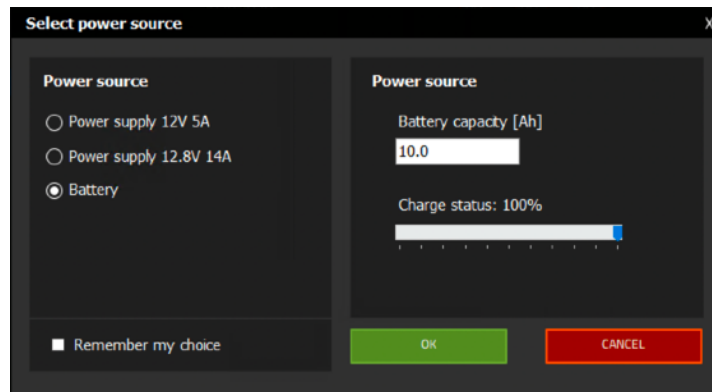 Select power source
X
Power source
Power supply 12V 5A
Power supply 12.8V 14A
Battery
Remember my choice
Power source
Battery capacity [Ah]
10.0
Charge status: 100%
OK
CANCEL